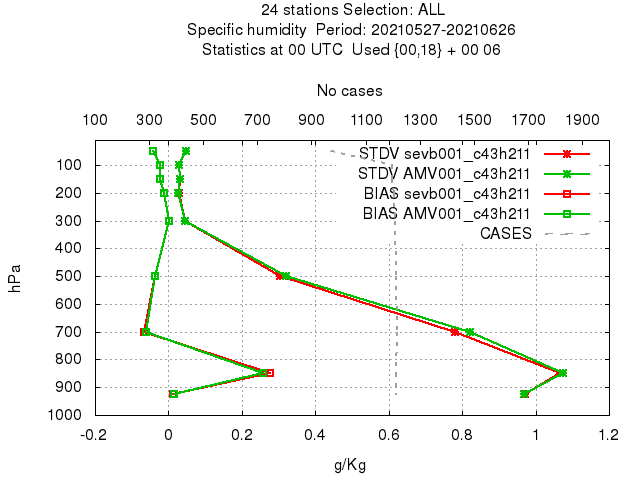 24 stations Selection: ALL
Specific humidity  Period: 20210527-20210626
Statistics at 00 UTC  Used {00,18} + 00 06
No cases
100 300 500 700 900 1100 1300 1500 1700 1900
STDV sevb001_c43h211
STDV AMV001_c43h211
BIAS sevb001_c43h211
BIAS AMV001_c43h211
CASES
hPa
100
200
300
400
500
600
700
800
900
1000
-0.2 0 0.2 0.4 0.6 0.8 1 1.2
g/Kg